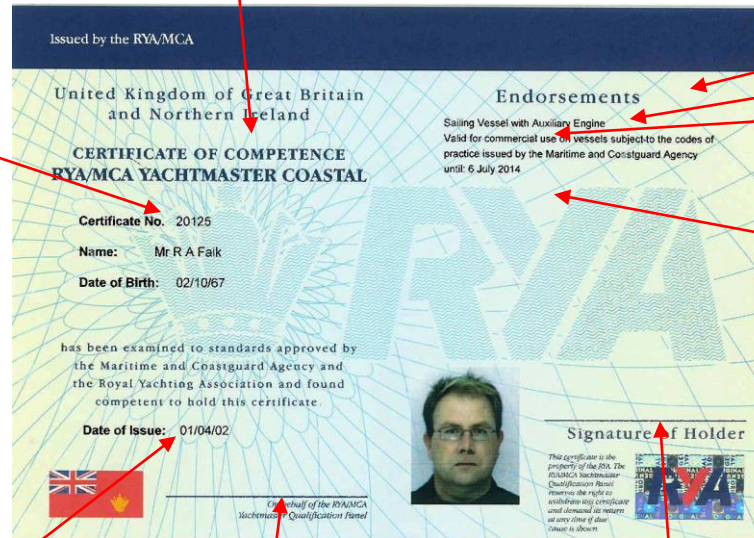 Issued by the RYA/MCA
United Kingdom of Great Britain
and Northern Ireland
CERTIFICATE OF COMPETENCE
RYA/MCA YACHTMASTER COASTAL
Certificate No. 20125
Name: Mr R A Falk
Date of Birth: 02/10/67
has been examined to standards approved by
the Maritime and Coastguard Agency and
the Royal Yachting Association and found
competent to hold this certificate
Date of Issue: 01/04/02
On behalf of the RYA/MCA
Yachtmaster Qualification Panel
Endorsements
Sailing Vessel with Auxiliary Engine
Valid for commercial use on vessels subject to the codes of
practice issued by the Maritime and Coastguard Agency
until: 6 July 2014
RYA
Signature of Holder
This certificate is the
property of the RYA. The
RYA/MCA Yachtmaster
Qualification Panel
reserves the right to
withdraw this certificate
and demand its return
at any time if due
cause is shown
RYA